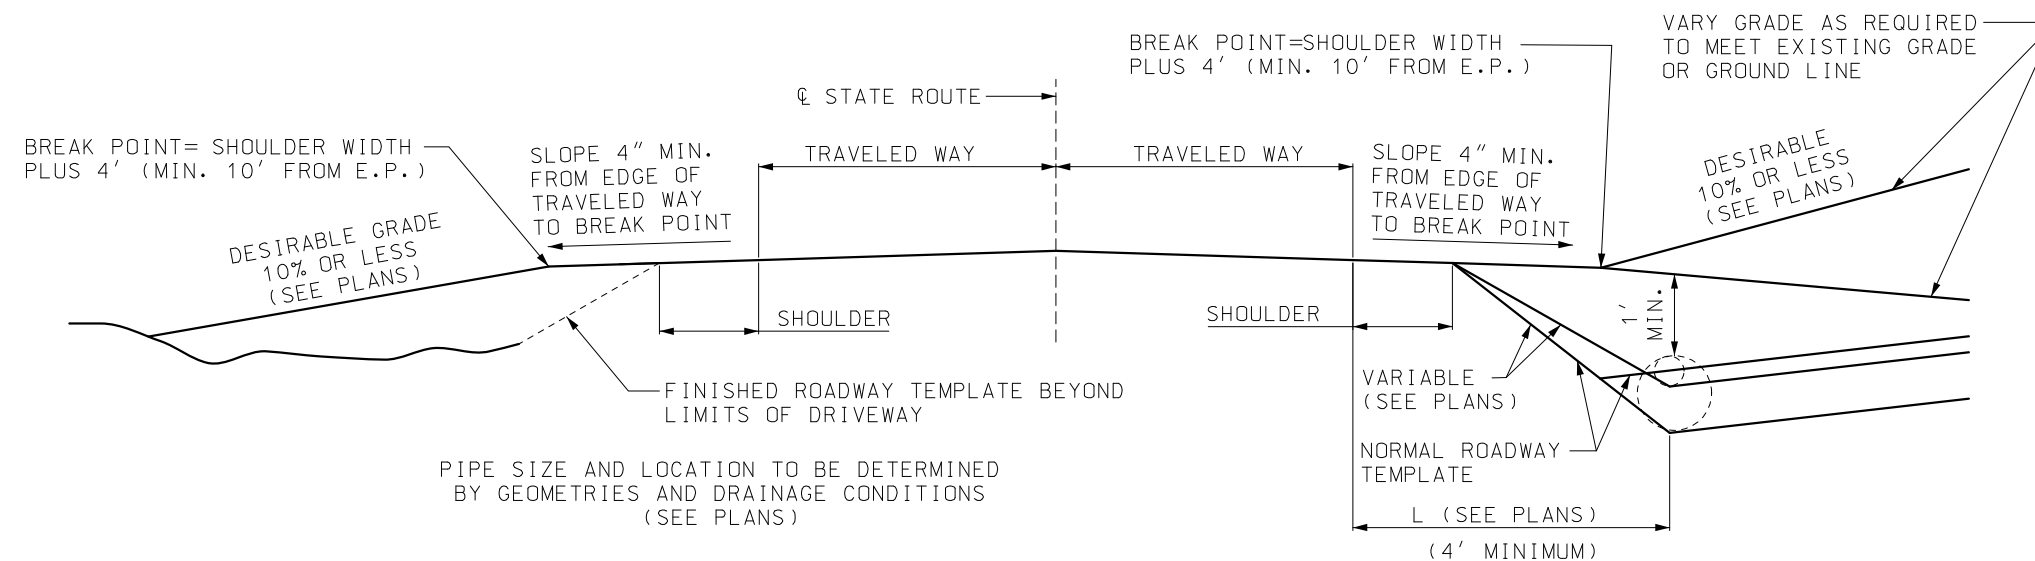 VARY GRADE AS REQUIRED
TO MEET EXISTING GRADE
OR GROUND LINE
BREAK POINT=SHOULDER WIDTH
PLUS 4' (MIN. 10' FROM E.P.)
℄ STATE ROUTE
BREAK POINT= SHOULDER WIDTH
PLUS 4' (MIN. 10' FROM E.P.)
SLOPE 4" MIN.
FROM EDGE OF
TRAVELED WAY
TO BREAK POINT
TRAVELED WAY
TRAVELED WAY
SLOPE 4" MIN.
FROM EDGE OF
TRAVELED WAY
TO BREAK POINT
DESIRABLE
10% OR LESS
(SEE PLANS)
DESIRABLE GRADE
10% OR LESS
(SEE PLANS)
SHOULDER
SHOULDER
1'
MIN.
FINISHED ROADWAY TEMPLATE BEYOND
LIMITS OF DRIVEWAY
VARIABLE
(SEE PLANS)
NORMAL ROADWAY
TEMPLATE
PIPE SIZE AND LOCATION TO BE DETERMINED
BY GEOMETRIES AND DRAINAGE CONDITIONS
(SEE PLANS)
L (SEE PLANS)
(4' MINIMUM)